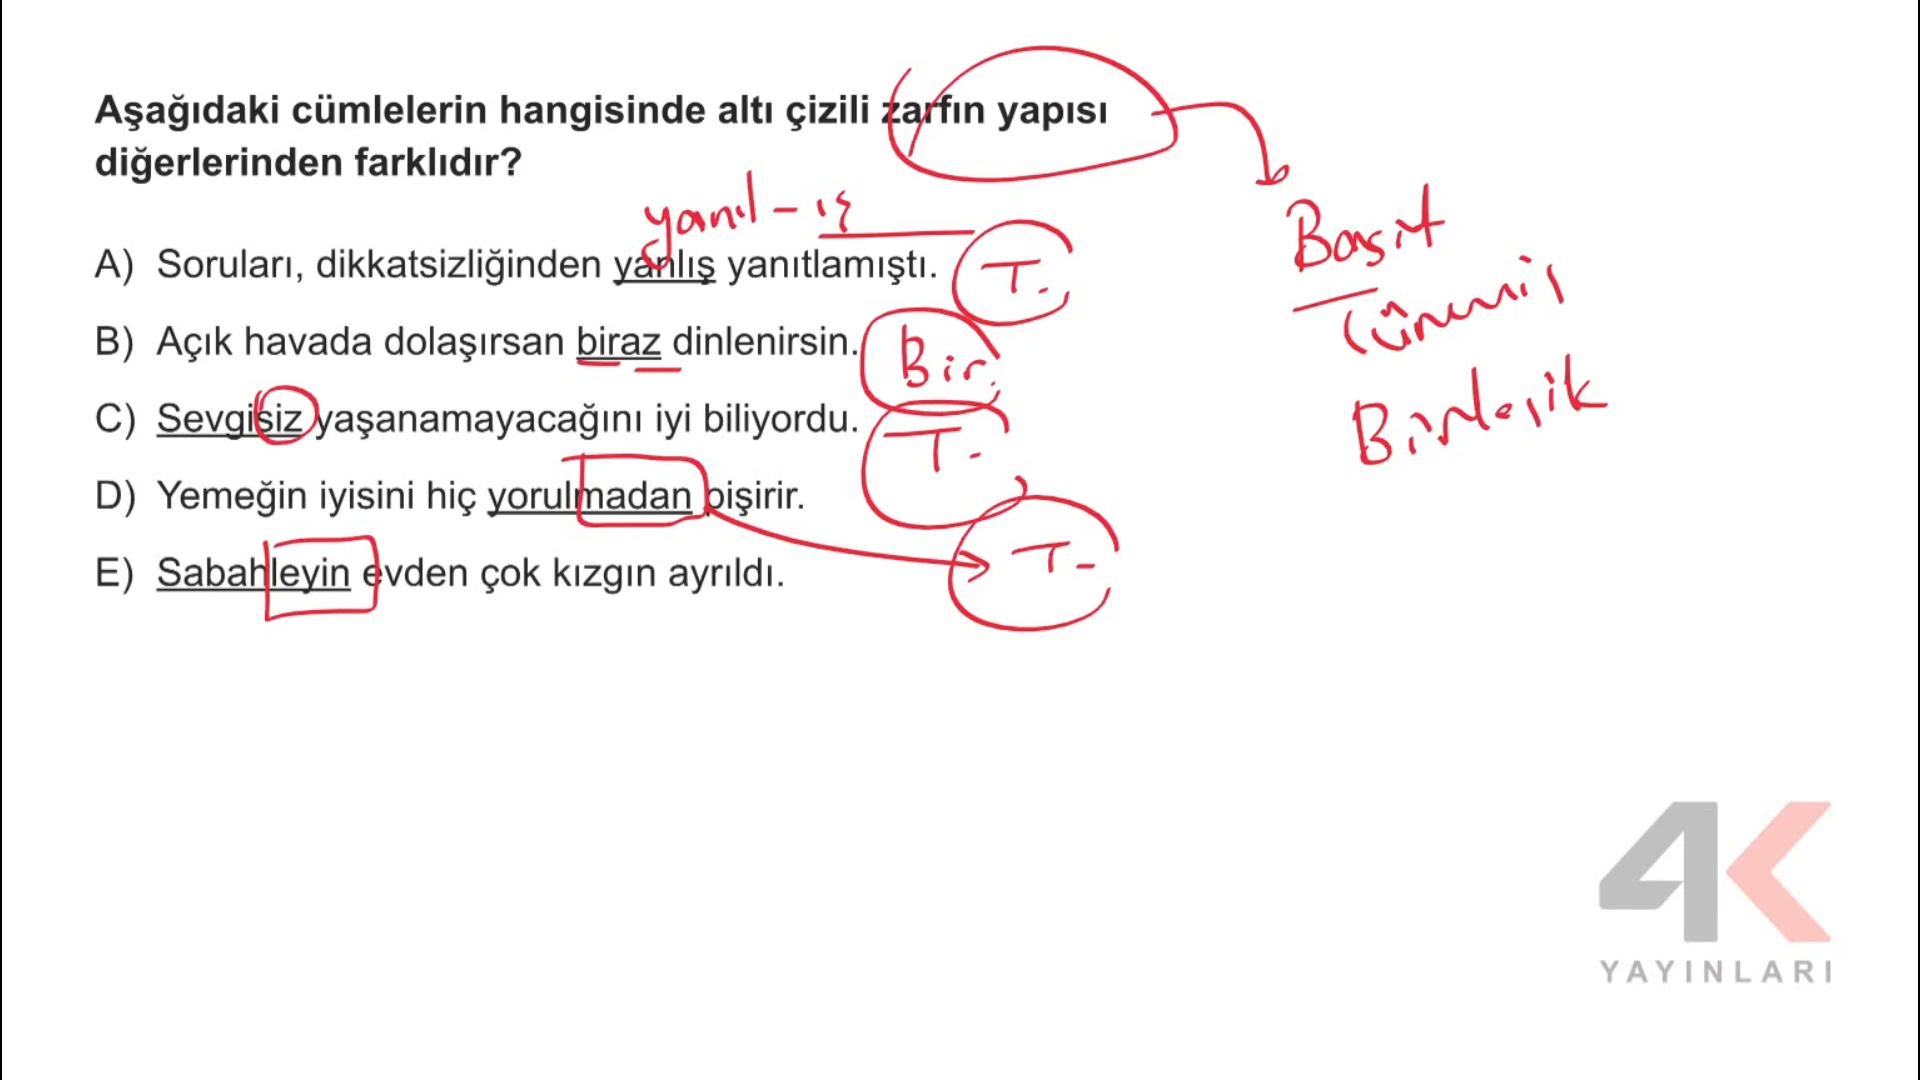 Aşağıdaki cümlelerin hangisinde altı çizili zarfın yapısı
diğerlerinden farklıdır?
yanıl - ış
Basit
Türemiş
Birleşik
A) Soruları, dikkatsizliğinden yanlış yanıtlamıştı. T.
B) Açık havada dolaşırsan biraz dinlenirsin. Bir.
C) Sevgisiz yaşanamayacağını iyi biliyordu. T.
D) Yemeğin iyisini hiç yorulmadan pişirir.
E) Sabahleyin evden çok kızgın ayrıldı. T.
4K
YAYINLARI